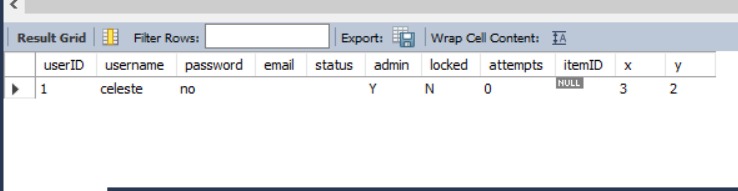 Result Grid Filter Rows: Export: Wrap Cell Content: IA
userID username password email status admin locked attempts itemID x y
1 celeste no Y N 0 NULL 3 2